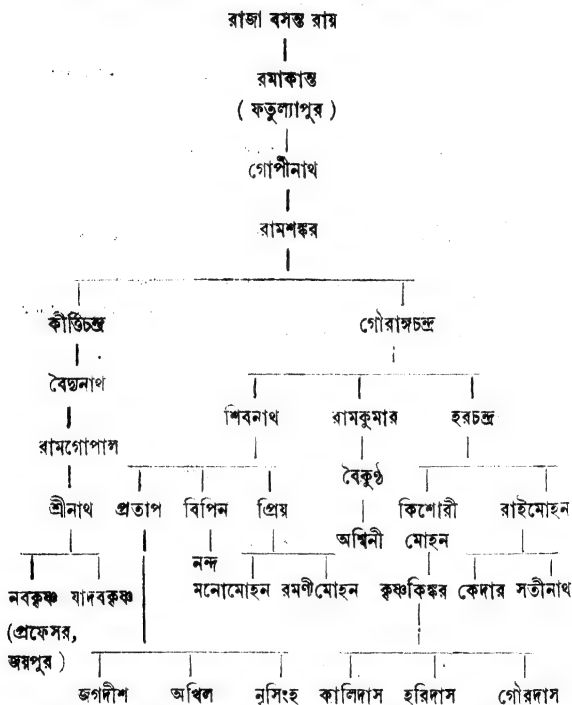 রাজা বসন্ত রায়
রমাকান্ত
( ফতুল্যাপুর )
গোপীনাথ
রামশঙ্কর
কীর্ত্তিচন্দ্র গৌরাঙ্গচন্দ্র
বৈদ্যনাথ
শিবনাথ রামকুমার হরচন্দ্র
রামগোপাল
বৈকুণ্ঠ
শ্রীনাথ প্রতাপ বিপিন প্রিয় কিশোরী রাইমোহন
অশ্বিনী মোহন
নন্দ
নবকৃষ্ণ যাদবকৃষ্ণ মনোমোহন রমণীমোহন কৃষ্ণকিঙ্কর কেদার সতীনাথ
(প্রফেসর,
জয়পুর )
জগদীশ অখিল নৃসিংহ কালিদাস হরিদাস গৌরদাস